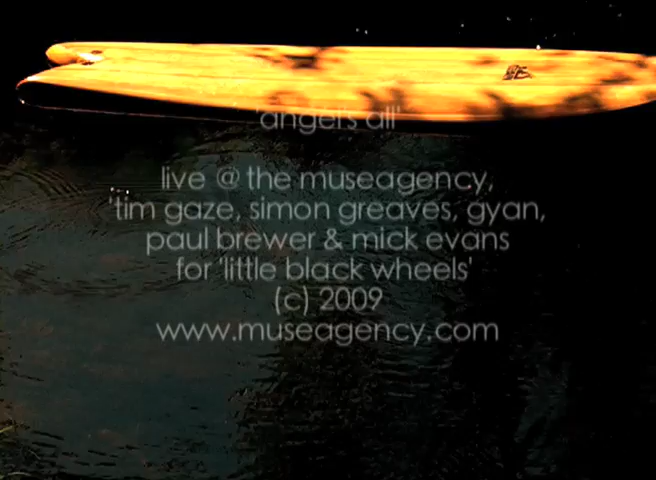 'angels all'
live @ the museagency,
'tim gaze, simon greaves, gyan,
paul brewer & mick evans
for 'little black wheels'
(c) 2009
www.museagency.com